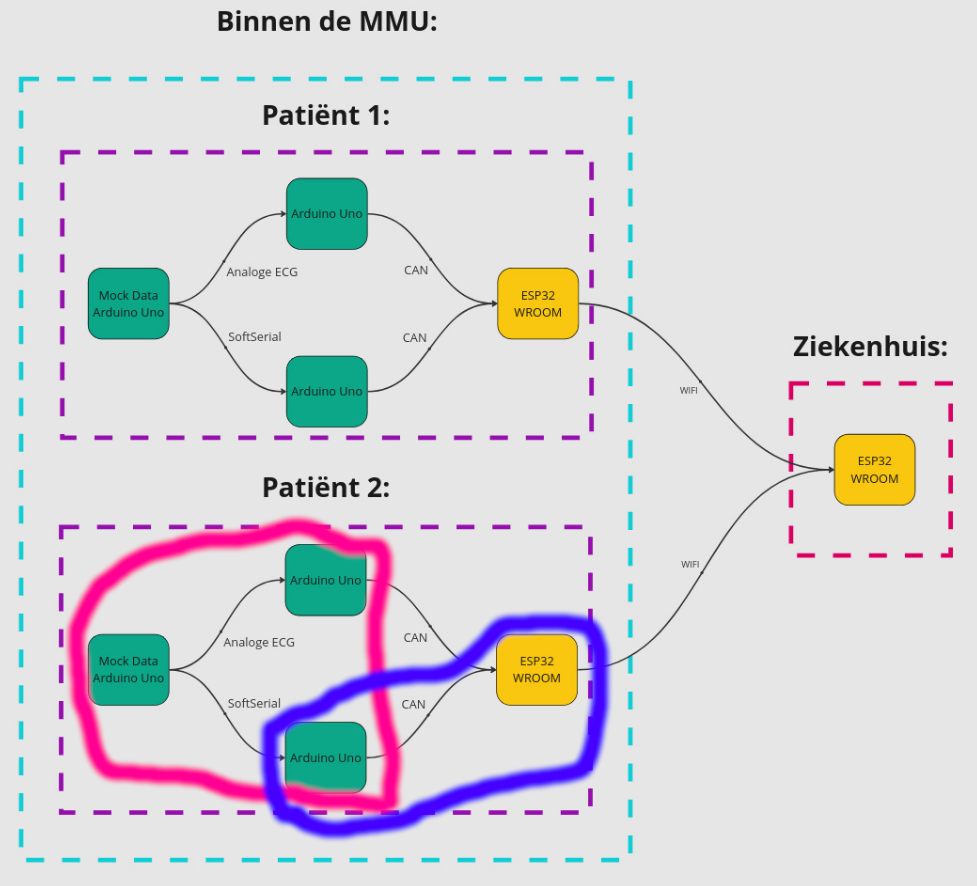 Binnen de MMU:
Patiënt 1:
Arduino Uno
Analoge ECG
CAN
Mock Data
Arduino Uno
ESP32
WROOM
SoftSerial
CAN
Arduino Uno
WIFI
Ziekenhuis:
ESP32
WROOM
Patiënt 2:
Arduino Uno
Analoge ECG
CAN
Mock Data
Arduino Uno
ESP32
WROOM
SoftSerial
CAN
Arduino Uno
WIFI